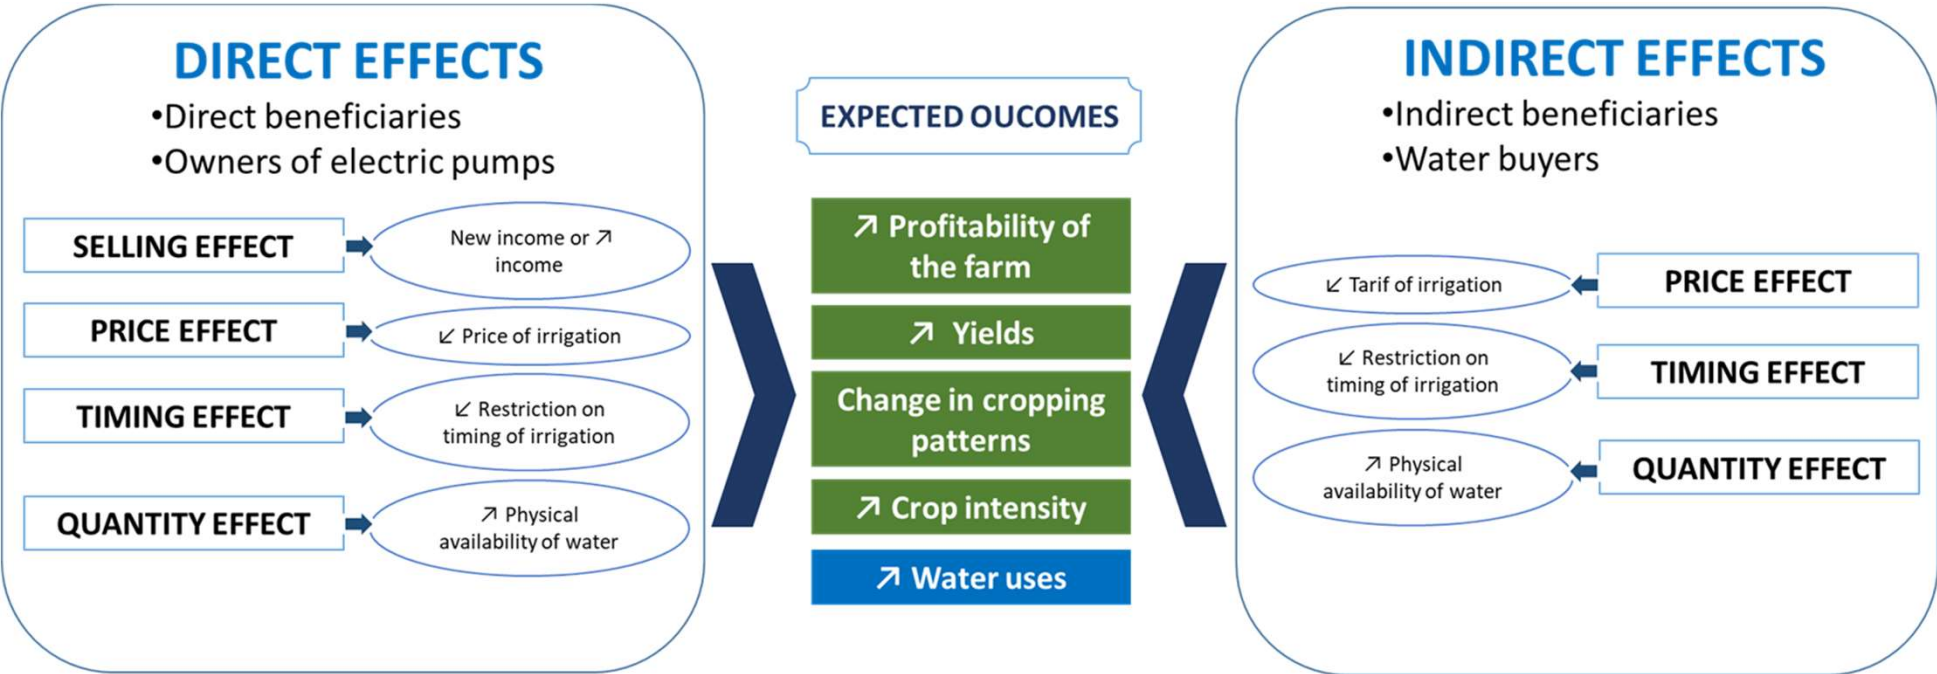 DIRECT EFFECTS
•Direct beneficiaries
•Owners of electric pumps
SELLING EFFECT
New income or ↗
income
PRICE EFFECT
↙ Price of irrigation
TIMING EFFECT
↙ Restriction on
timing of irrigation
QUANTITY EFFECT
↗ Physical
availability of water
EXPECTED OUCOMES
↗ Profitability of
the farm
↗ Yields
Change in cropping
patterns
↗ Crop intensity
↗ Water uses
INDIRECT EFFECTS
•Indirect beneficiaries
•Water buyers
↙ Tarif of irrigation
PRICE EFFECT
↙ Restriction on
timing of irrigation
TIMING EFFECT
↗ Physical
availability of water
QUANTITY EFFECT